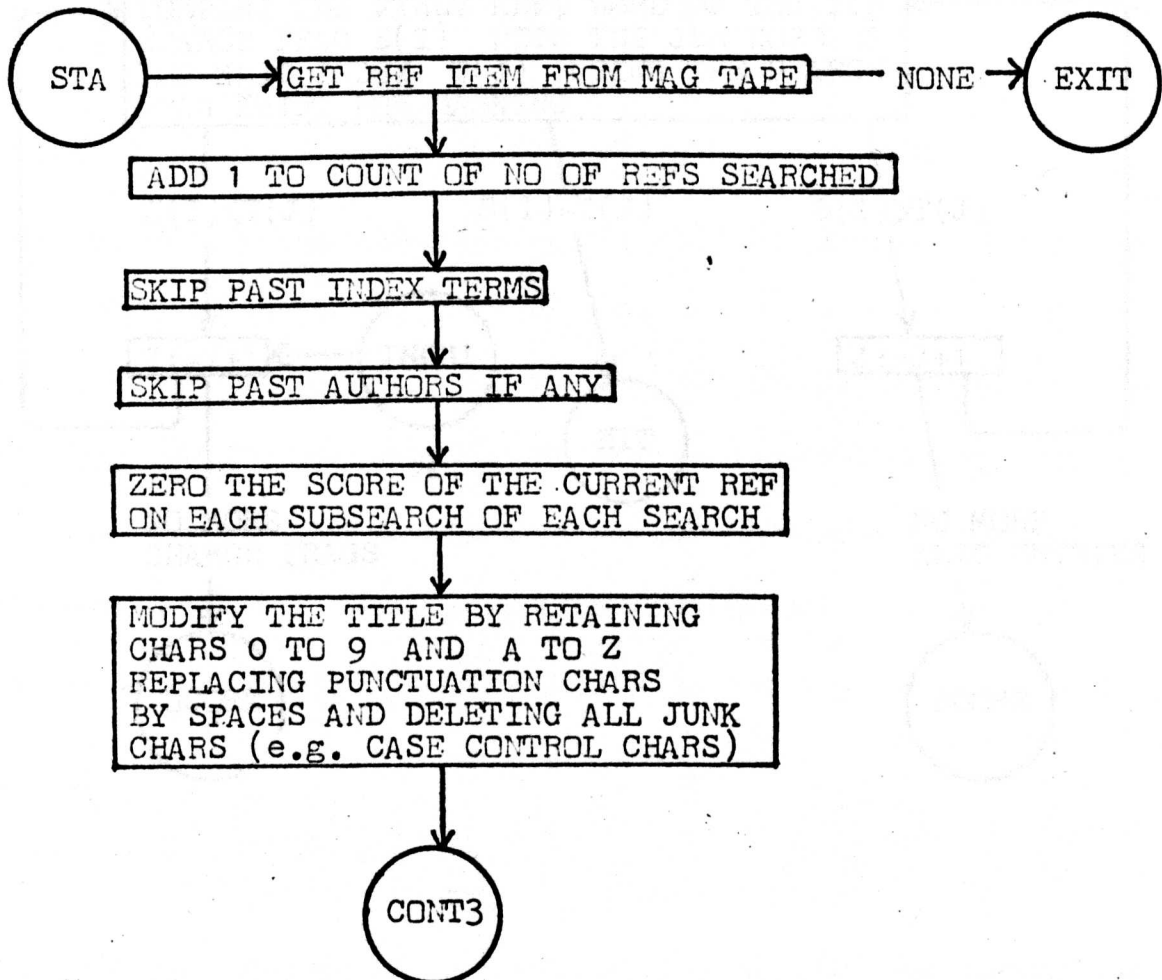 STA
GET REF ITEM FROM MAG TAPE
NONE
EXIT
ADD 1 TO COUNT OF NO OF REFS SEARCHED
SKIP PAST INDEX TERMS
SKIP PAST AUTHORS IF ANY
ZERO THE SCORE OF THE CURRENT REF
ON EACH SUBSEARCH OF EACH SEARCH
MODIFY THE TITLE BY RETAINING
CHARS 0 TO 9 AND A TO Z
REPLACING PUNCTUATION CHARS
BY SPACES AND DELETING ALL JUNK
CHARS (e.g. CASE CONTROL CHARS)
CONT3